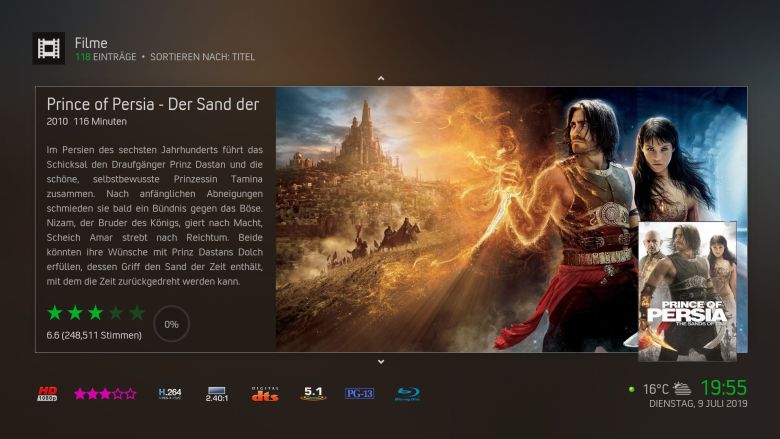 Filme
118 EINTRÄGE • SORTIEREN NACH: TITEL
Prince of Persia - Der Sand der
2010 116 Minuten
Im Persien des sechsten Jahrhunderts führt das
Schicksal den Draufgänger Prinz Dastan und die
schöne, selbstbewusste Prinzessin Tamina
zusammen. Nach anfänglichen Abneigungen
schmieden sie bald ein Bündnis gegen das Böse.
Nizam, der Bruder des Königs, giert nach Macht,
Scheich Amar strebt nach Reichtum. Beide
könnten ihre Wünsche mit Prinz Dastans Dolch
erfüllen, dessen Griff den Sand der Zeit enthält,
mit dem die Zeit zurückgedreht werden kann.
6.6 (248,511 Stimmen)
0%
PRINCE OF
PERSIA
THE SANDS OF TIME
HD
1080p
H.264
2.40:1
DIGITAL
dts
5.1
PG-13
Blu-ray Disc
16°C
19:55
DIENSTAG, 9 JULI 2019